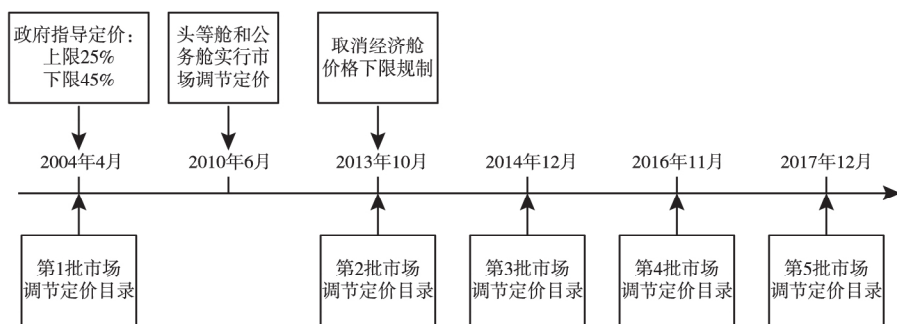 政府指导定价：
上限25%
下限45%
头等舱和公
务舱实行市
场调节定价
取消经济舱
价格下限规制
2004年4月
2010年6月
2013年10月
2014年12月
2016年11月
2017年12月
第1批市场
调节定价目录
第2批市场
调节定价目录
第3批市场
调节定价目录
第4批市场
调节定价目录
第5批市场
调节定价目录